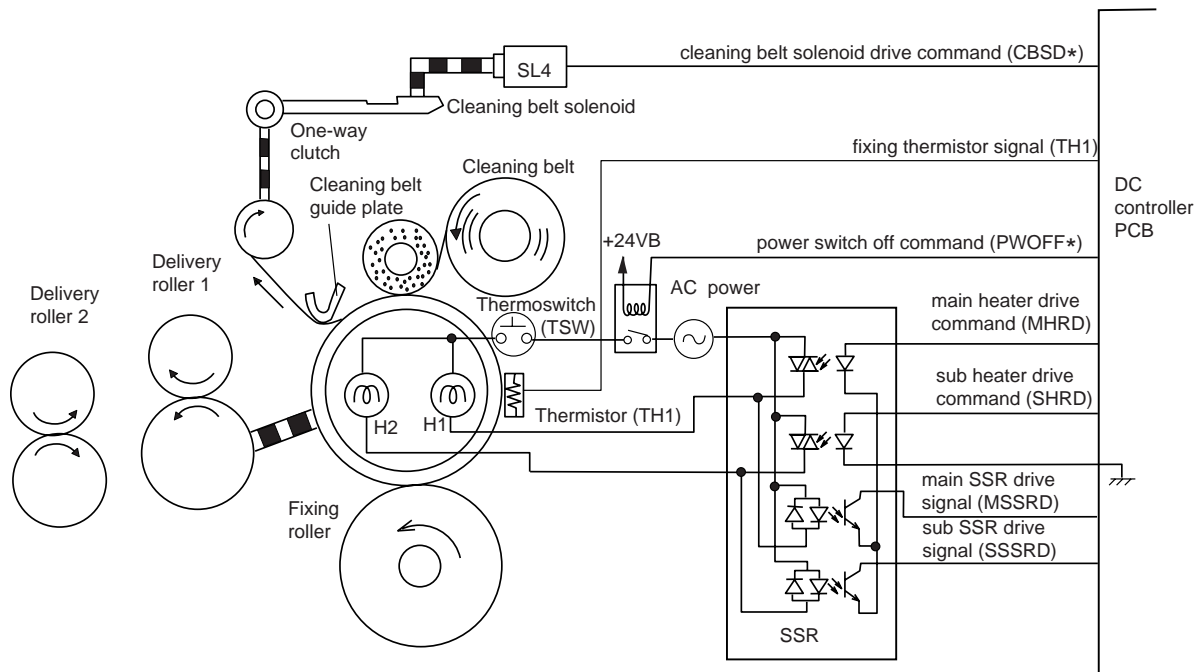 cleaning belt solenoid drive command (CBSD*)
SL4
Cleaning belt solenoid
One-way
clutch
fixing thermistor signal (TH1)
Cleaning belt
Cleaning belt
guide plate
DC
controller
PCB
+24VB
power switch off command (PWOFF*)
Delivery
roller 1
AC power
Delivery
roller 2
Thermoswitch
(TSW)
main heater drive
command (MHRD)
sub heater drive
command (SHRD)
Thermistor (TH1)
H2
H1
main SSR drive
signal (MSSRD)
sub SSR drive
signal (SSSRD)
Fixing
roller
SSR